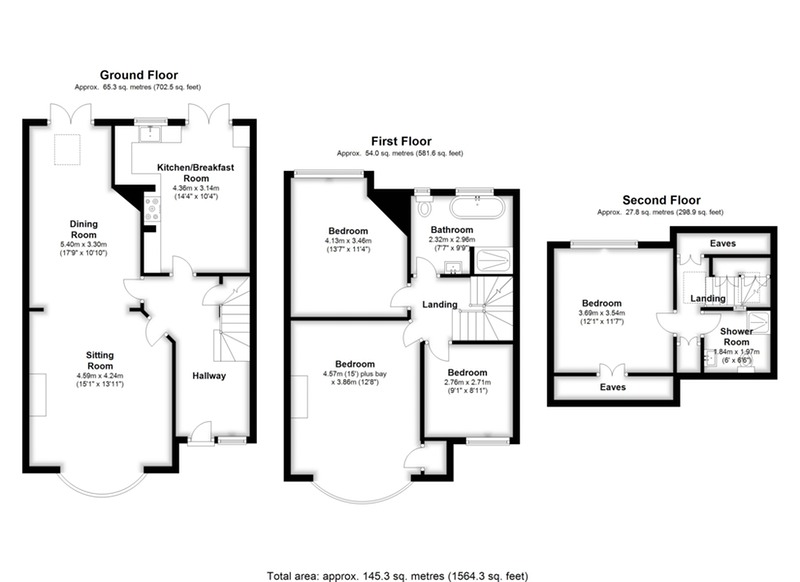 Ground Floor
Approx. 65.3 sq. metres (702.5 sq. feet)
Kitchen/Breakfast
Room
4.36m x 3.14m
(14'4" x 10'4")
Dining
Room
5.40m x 3.30m
(17'9" x 10'10")
Sitting
Room
4.59m x 4.24m
(15'1" x 13'11")
Hallway
First Floor
Approx. 54.0 sq. metres (581.6 sq. feet)
Bedroom
4.13m x 3.46m
(13'7" x 11'4")
Bathroom
2.32m x 2.96m
(7'7" x 9'9")
Landing
Bedroom
4.57m (15') plus bay
x 3.86m (12'8")
Bedroom
2.76m x 2.71m
(9'1" x 8'11")
Second Floor
Approx. 27.8 sq. metres (298.9 sq. feet)
Eaves
Bedroom
3.69m x 3.54m
(12'1" x 11'7")
Landing
Shower
Room
1.84m x 1.97m
(6' x 6'6")
Eaves
Total area: approx. 145.3 sq. metres (1564.3 sq. feet)